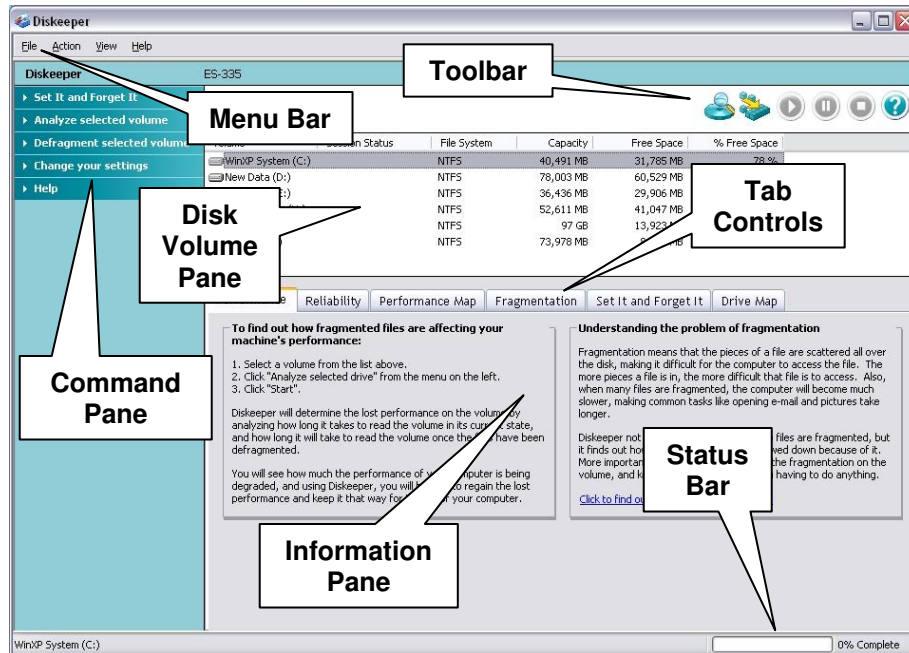 Diskeeper
File Action View Help
Diskeeper
ES-335
Toolbar
Set It and Forget It
Analyze selected volume
Defragment selected volume
Change your settings
Help
Menu Bar
Status File System Capacity Free Space % Free Space
WinXP System (C:) NTFS 40,491 MB 31,785 MB 78 %
New Data (D:) NTFS 78,003 MB 60,529 MB
NTFS 36,436 MB 29,906 MB
NTFS 52,611 MB 41,047 MB
NTFS 97 GB 13,923
NTFS 73,978 MB
Disk
Volume
Pane
Tab
Controls
Reliability Performance Map Fragmentation Set It and Forget It Drive Map
To find out how fragmented files are affecting your
machine's performance:
1. Select a volume from the list above.
2. Click "Analyze selected drive" from the menu on the left.
3. Click "Start".
Diskeeper will determine the lost performance on the volume by
analyzing how long it takes to read the volume in its current state,
and how long it will take to read the volume once the have been
defragmented.
You will see how much the performance of computer is being
degraded, and using Diskeeper, you will to regain the lost
performance and keep it that way for your computer.
Understanding the problem of fragmentation
Fragmentation means that the pieces of a file are scattered all over
the disk, making it difficult for the computer to access the file. The
more pieces a file is in, the more difficult that file is to access. Also,
when many files are fragmented, the computer will become much
slower, making common tasks like opening e-mail and pictures take
longer.
Diskeeper not files are fragmented, but
it finds out how down because of it.
More the fragmentation on the
volume, and having to do anything.
Click to find
Command
Pane
Status
Bar
Information
Pane
WinXP System (C:)
0% Complete